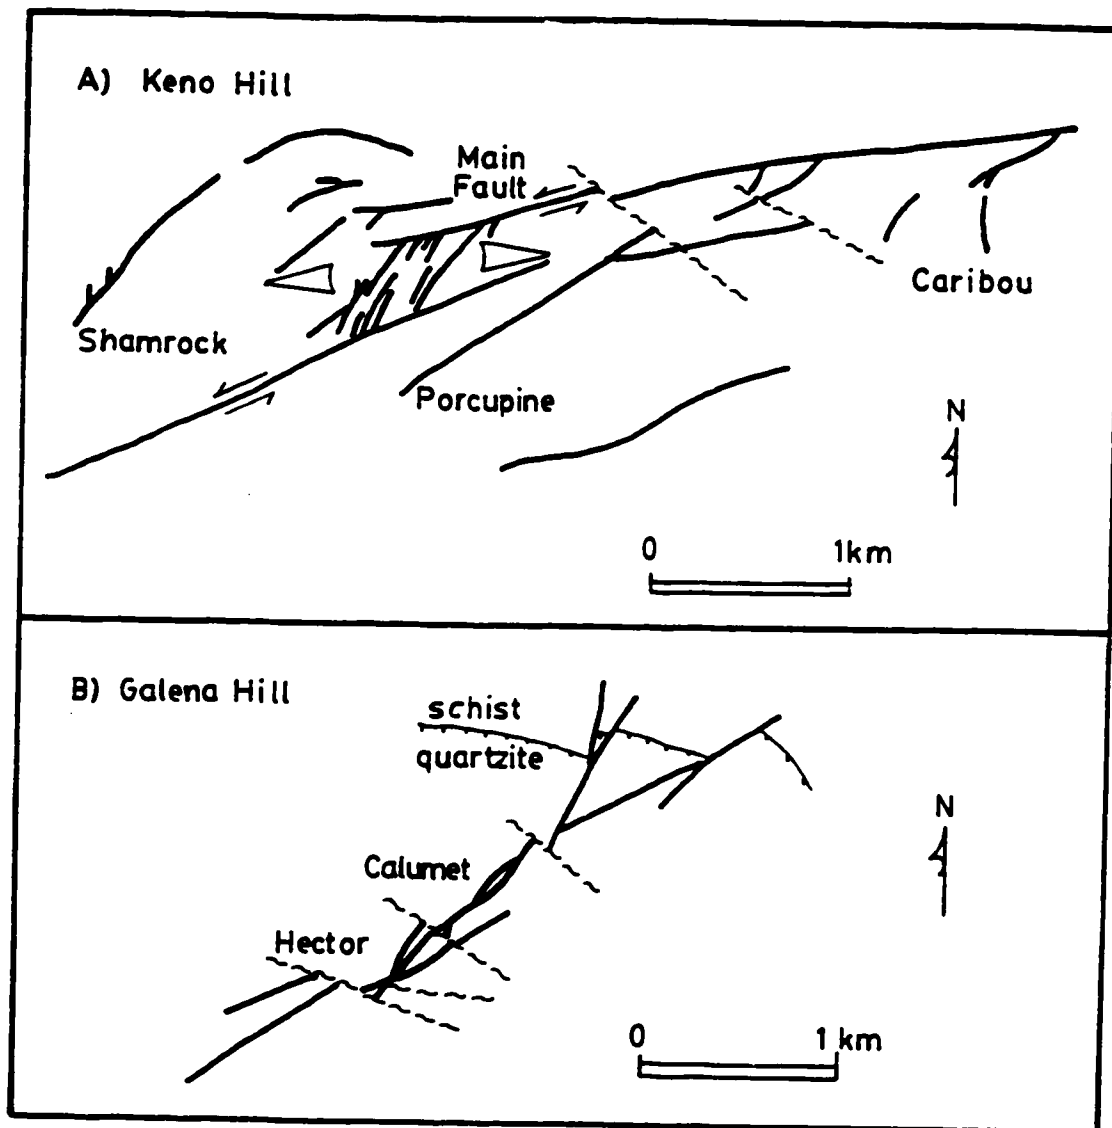 A) Keno Hill
Main
Fault
Caribou
Shamrock
Porcupine
N
0 1km
B) Galena Hill
schist
quartzite
N
Calumet
Hector
0 1 km